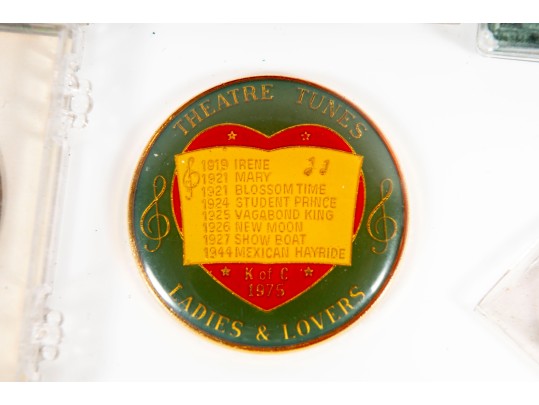 THEATRE TUNES
1919 IRENE
1921 MARY
1921 BLOSSOM TIME
1924 STUDENT PRINCE
1925 VAGABOND KING
1926 NEW MOON
1927 SHOW BOAT
1944 MEXICAN HAYRIDE
K of C
1975
LADIES & LOVERS